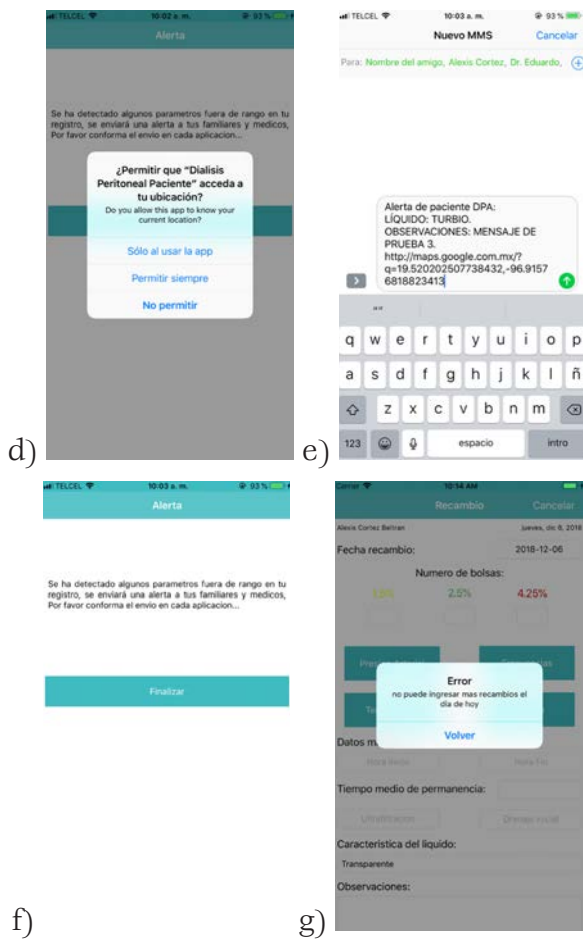 TELCEL 10:02 a. m. 93 %
Alerta
Se ha detectado algunos parametros fuera de rango en tu
registro, se enviará una alerta a tus familiares y medicos,
Por favor conforma el envio en cada aplicacion...
¿Permitir que "Dialisis
Peritoneal Paciente" acceda a
tu ubicación?
Do you allow this app to know your
current location?
Sólo al usar la app
Permitir siempre
No permitir
d)
TELCEL 10:03 a. m. 93 %
Nuevo MMS Cancelar
Para: Nombre del amigo, Alexis Cortez, Dr. Eduardo,
Alerta de paciente DPA:
LÍQUIDO: TURBIO.
OBSERVACIONES: MENSAJE DE
PRUEBA 3.
http://maps.google.com.mx/?
q=19.520202507738432,-96.9157
6818823413
q w e r t y u i o p
a s d f g h j k l ñ
z x c v b n m
123 espacio intro
e)
TELCEL 10:03 a. m. 93 %
Alerta
Se ha detectado algunos parametros fuera de rango en tu
registro, se enviará una alerta a tus familiares y medicos,
Por favor conforma el envio en cada aplicacion...
Finalizar
f)
Carrier 10:14 AM
Recambio Cancelar
Alexis Cortez Beltran jueves, dic 6, 2018
Fecha recambio: 2018-12-06
Numero de bolsas:
1.5% 2.5% 4.25%
Error
no puede ingresar mas recambios el
día de hoy
Volver
Datos
Hora Inicio Hora Fin
Tiempo medio de permanencia:
Ultrafiltracion Drenaje inicial
Caracteristica del liquido:
Transparente
Observaciones:
g)